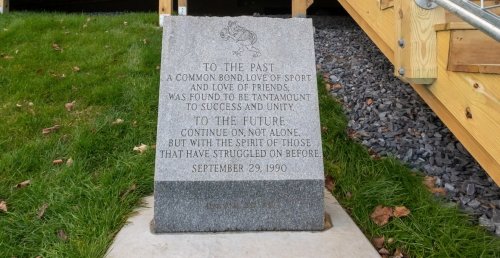 TO THE PAST
A COMMON BOND, LOVE OF SPORT
AND LOVE OF FRIENDS,
WAS FOUND TO BE TANTAMOUNT
TO SUCCESS AND UNITY
TO THE FUTURE
CONTINUE ON, NOT ALONE,
BUT WITH THE SPIRIT OF THOSE
THAT HAVE STRUGGLED ON BEFORE
SEPTEMBER 29, 1990